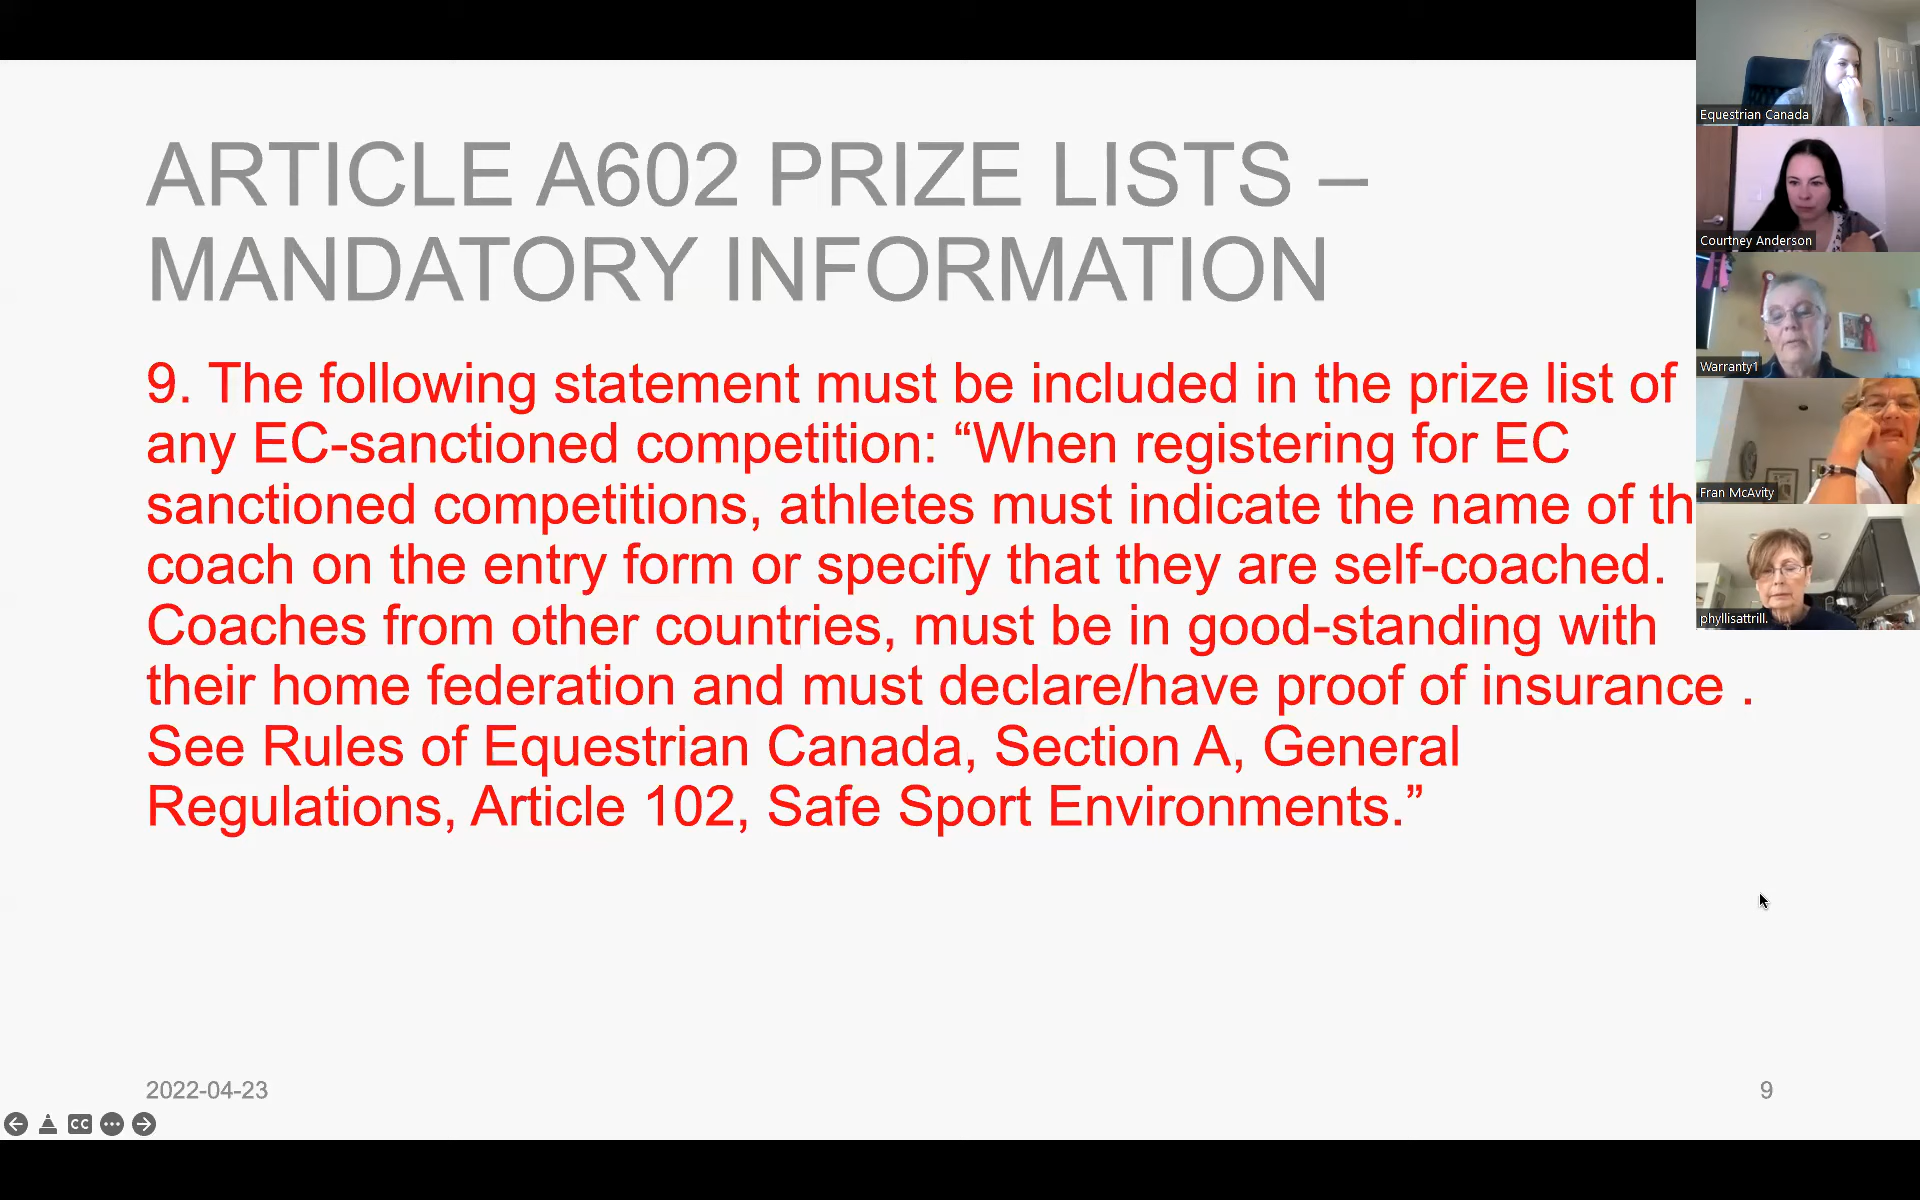 ARTICLE A602 PRIZE LISTS –
MANDATORY INFORMATION
9. The following statement must be included in the prize list of
any EC-sanctioned competition: “When registering for EC
sanctioned competitions, athletes must indicate the name of th
coach on the entry form or specify that they are self-coached.
Coaches from other countries, must be in good-standing with
their home federation and must declare/have proof of insurance .
See Rules of Equestrian Canada, Section A, General
Regulations, Article 102, Safe Sport Environments.”
2022-04-23
9
CC
Equestrian Canada
Courtney Anderson
Warranty1
Fran McAvity
phyllisattrill.